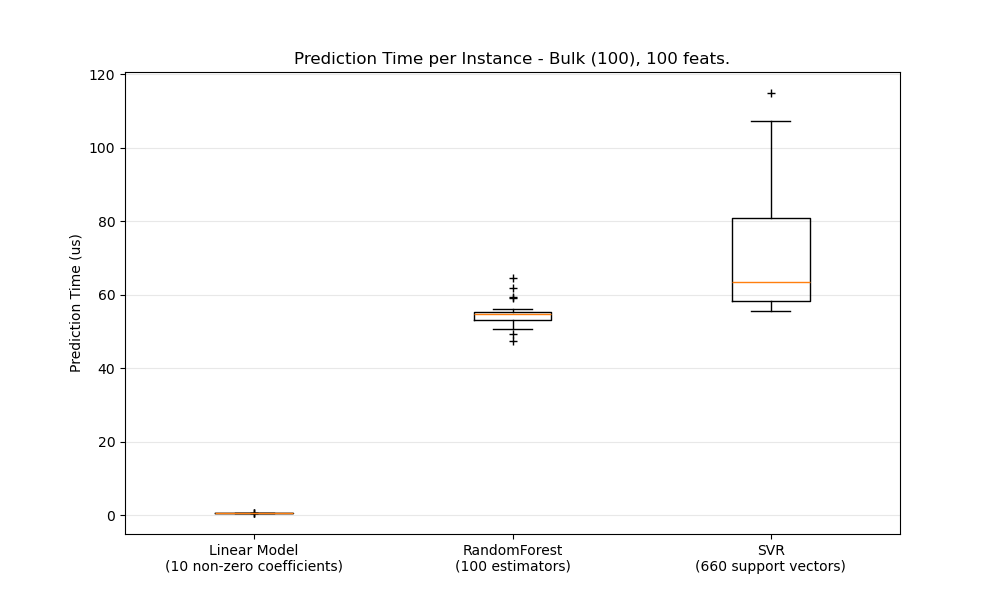 Prediction Time per Instance - Bulk (100), 100 feats.
Prediction Time (us)
120
100
80
60
40
20
0
Linear Model
(10 non-zero coefficients)
RandomForest
(100 estimators)
SVR
(660 support vectors)